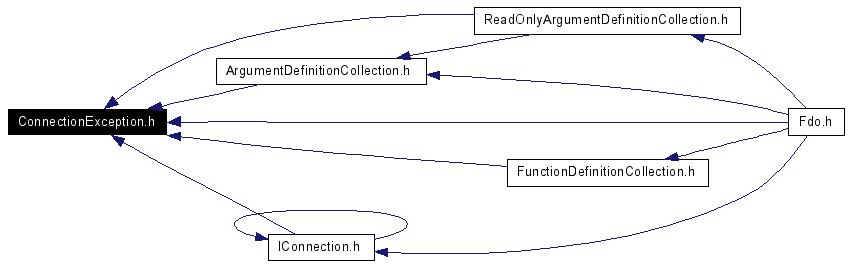 ReadOnlyArgumentDefinitionCollection.h
ArgumentDefinitionCollection.h
ConnectionException.h
Fdo.h
FunctionDefinitionCollection.h
IConnection.h